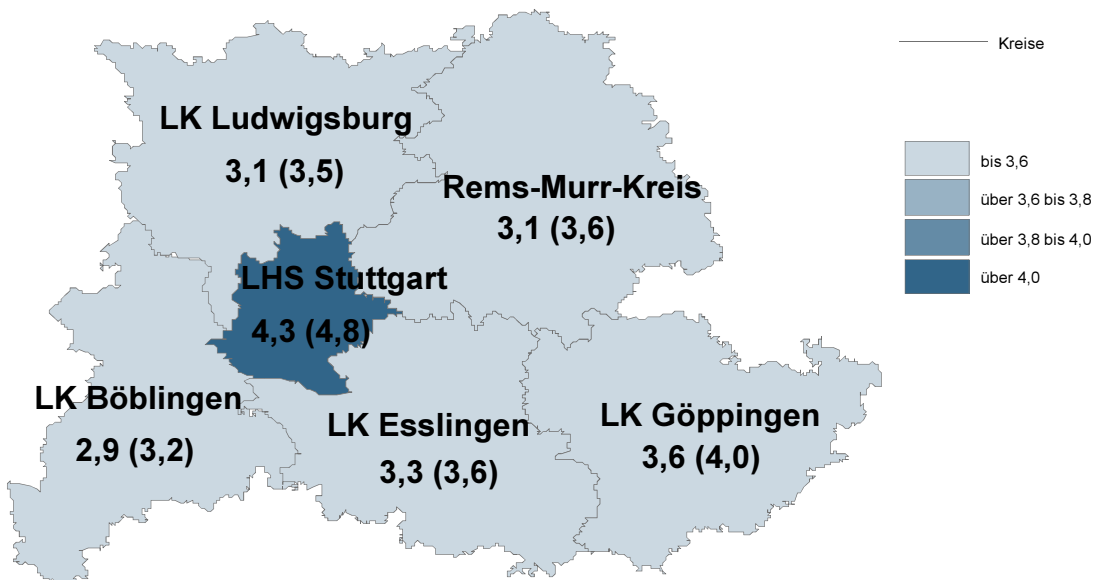 Kreise
LK Ludwigsburg
3,1 (3,5)
Rems-Murr-Kreis
3,1 (3,6)
LHS Stuttgart
4,3 (4,8)
LK Böblingen
2,9 (3,2)
LK Esslingen
3,3 (3,6)
LK Göppingen
3,6 (4,0)
bis 3,6
über 3,6 bis 3,8
über 3,8 bis 4,0
über 4,0